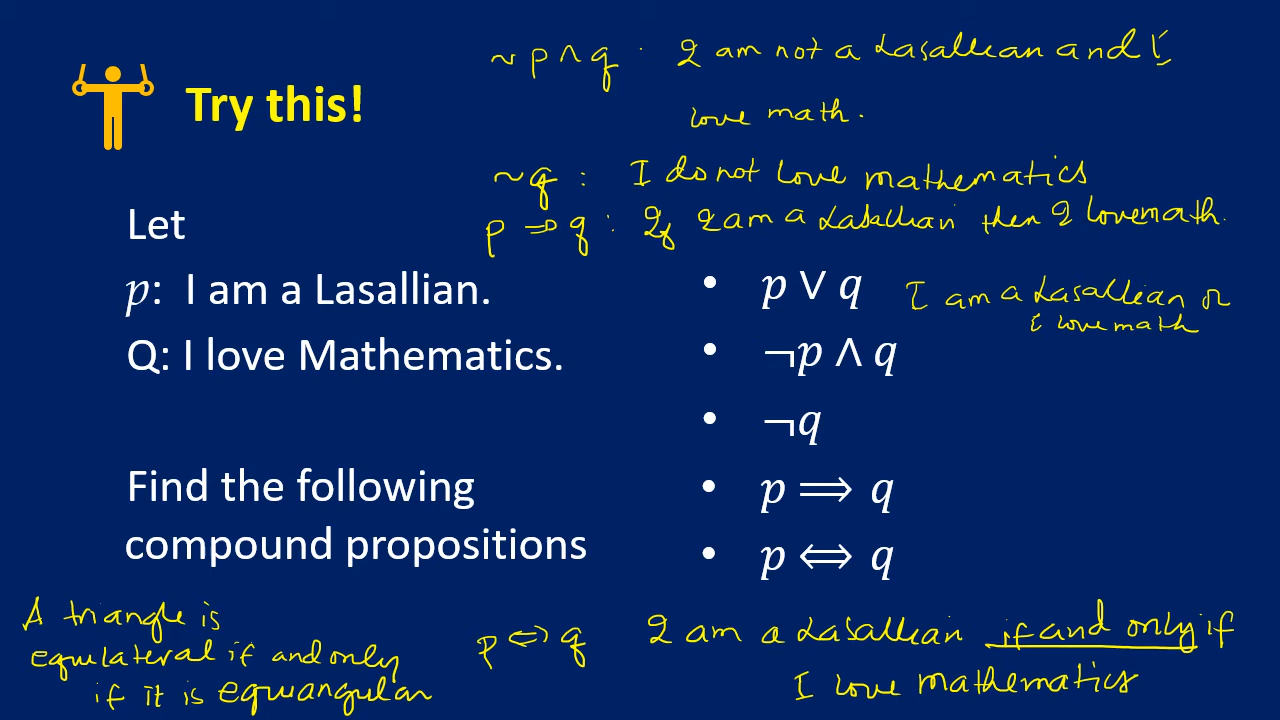 ~p∧q : I am not a Lasallian and I
love math.
Try this!
~q : I do not love mathematics
p ⇒ q : If I am a Lasallian then I love math.
Let
p: I am a Lasallian.
Q: I love Mathematics.
Find the following
compound propositions
• p ∨ q
I am a Lasallian or
I love math
• ¬p ∧ q
• ¬q
• p ⟹ q
• p ⟺ q
A triangle is
equilateral if and only
if it is equiangular
p ⇔ q
I am a Lasallian if and only if
I love mathematics